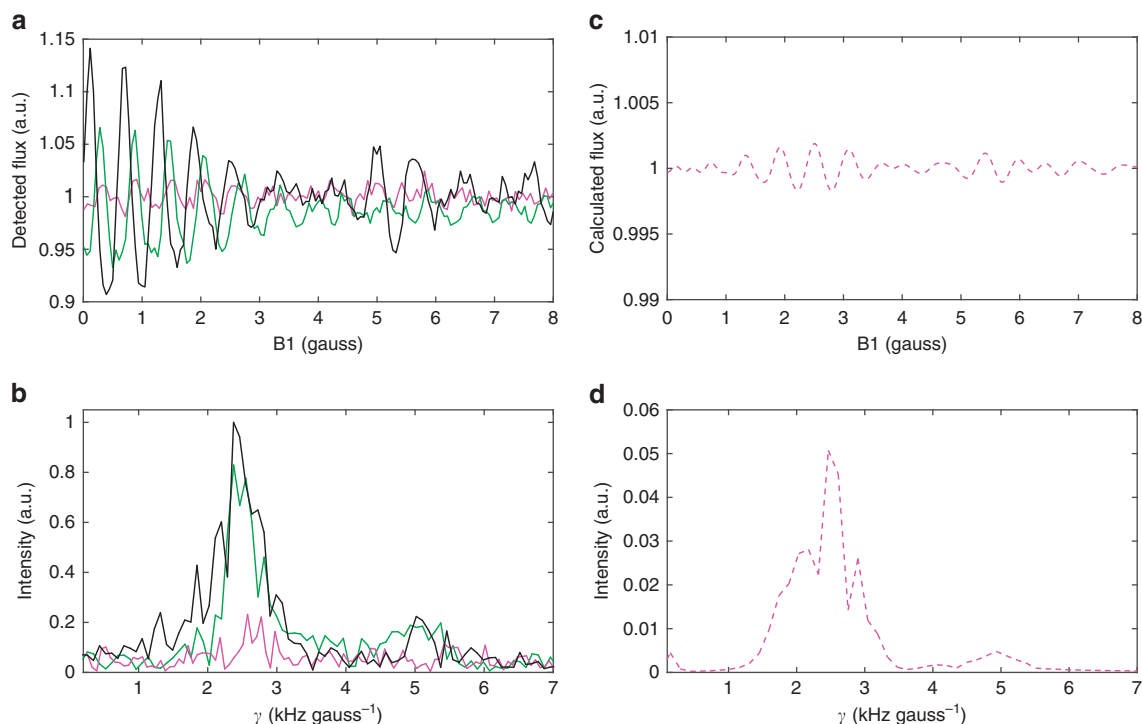 a
1.15
1.1
1.05
1
0.95
0.9
Detected flux (a.u.)
0 1 2 3 4 5 6 7 8
B1 (gauss)
c
1.01
1.005
1
0.995
0.99
Calculated flux (a.u.)
0 1 2 3 4 5 6 7 8
B1 (gauss)
b
1
0.8
0.6
0.4
0.2
0
Intensity (a.u.)
1 2 3 4 5 6 7
γ (kHz gauss⁻¹)
d
0.06
0.05
0.04
0.03
0.02
0.01
0
Intensity (a.u.)
1 2 3 4 5 6 7
γ (kHz gauss⁻¹)